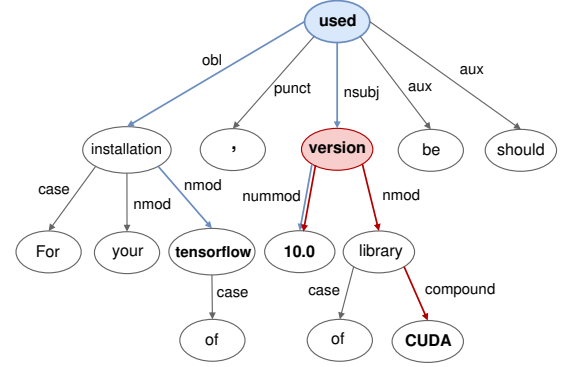 used
obl
punct
nsubj
aux
aux
installation
,
version
be
should
case
nmod
nmod
nummod
nmod
For
your
tensorflow
10.0
library
case
case
compound
of
of
CUDA